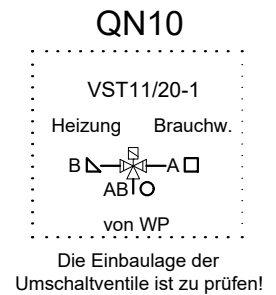 QN10
VST11/20-1
Heizung Brauchw.
B A
AB
von WP
Die Einbaulage der
Umschaltventile ist zu prüfen!